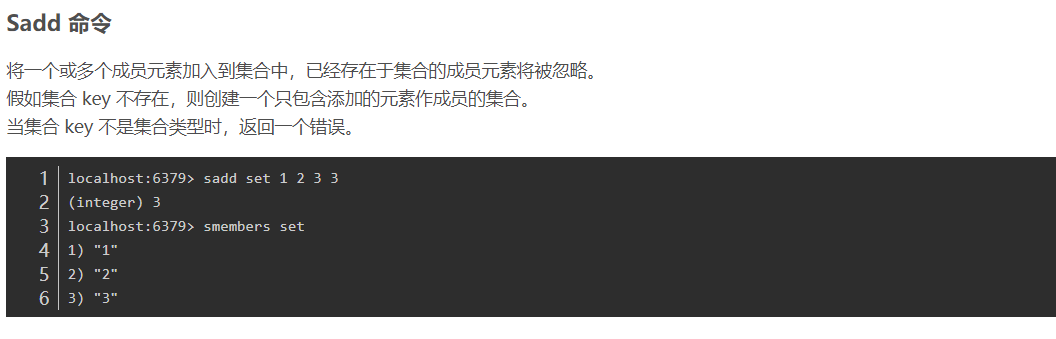 Sadd 命令
将一个或多个成员元素加入到集合中，已经存在于集合的成员元素将被忽略。
假如集合 key 不存在，则创建一个只包含添加的元素作成员的集合。
当集合 key 不是集合类型时，返回一个错误。
1 localhost:6379> sadd set 1 2 3 3
2 (integer) 3
3 localhost:6379> smembers set
4 1) "1"
5 2) "2"
6 3) "3"